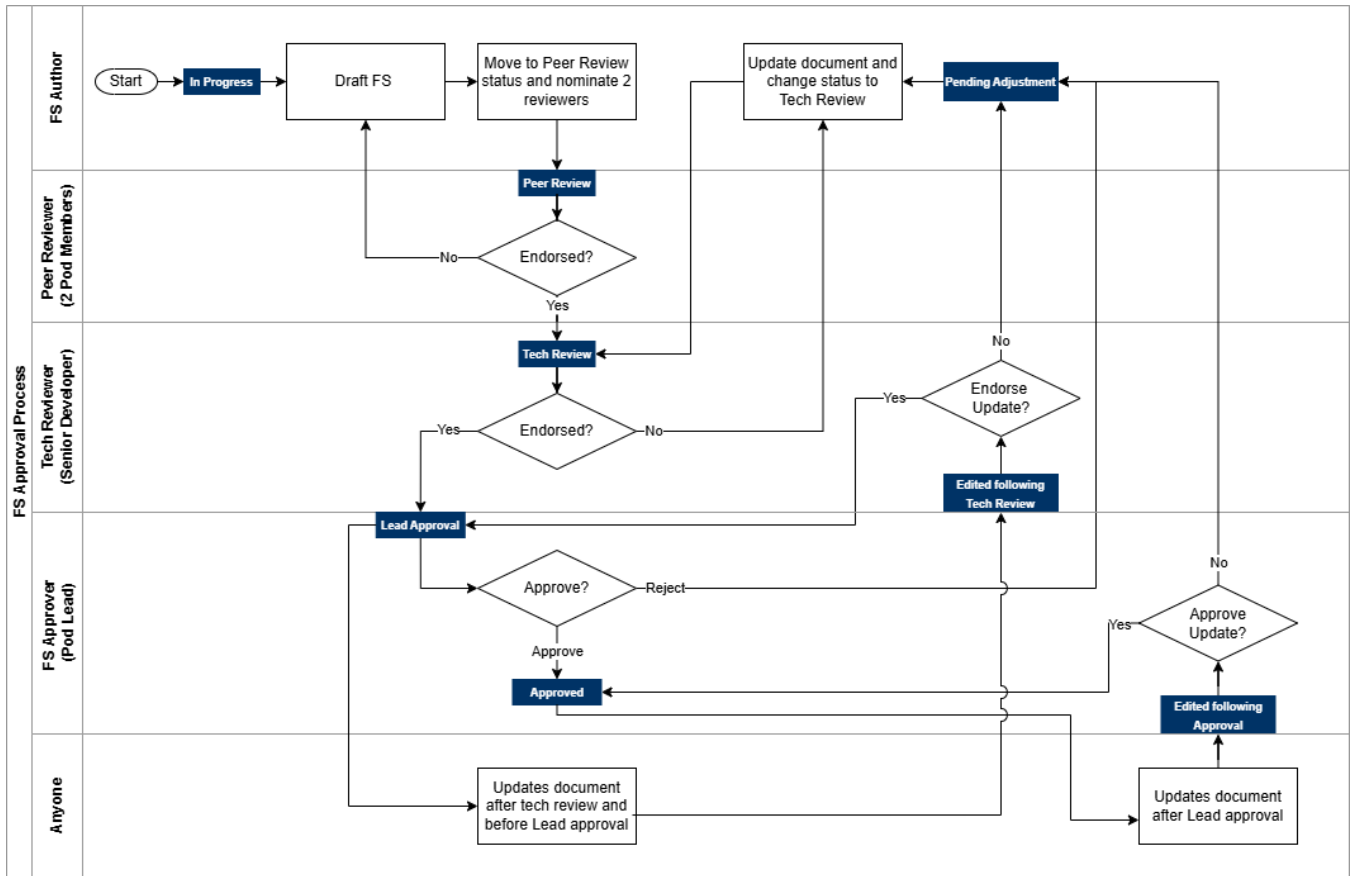 FS Approval Process
FS Author
Start
In Progress
Draft FS
Move to Peer Review
status and nominate 2
reviewers
Update document and
change status to
Tech Review
Pending Adjustment
Peer Reviewer
(2 Pod Members)
Peer Review
Endorsed?
No
Yes
Tech Reviewer
(Senior Developer)
Tech Review
Endorsed?
Yes
No
Endorse
Update?
Yes
No
Edited following
Tech Review
FS Approver
(Pod Lead)
Lead Approval
Approve?
Reject
Approve
Approved
No
Approve
Update?
Yes
Edited following
Approval
Anyone
Updates document
after tech review and
before Lead approval
Updates document
after Lead approval